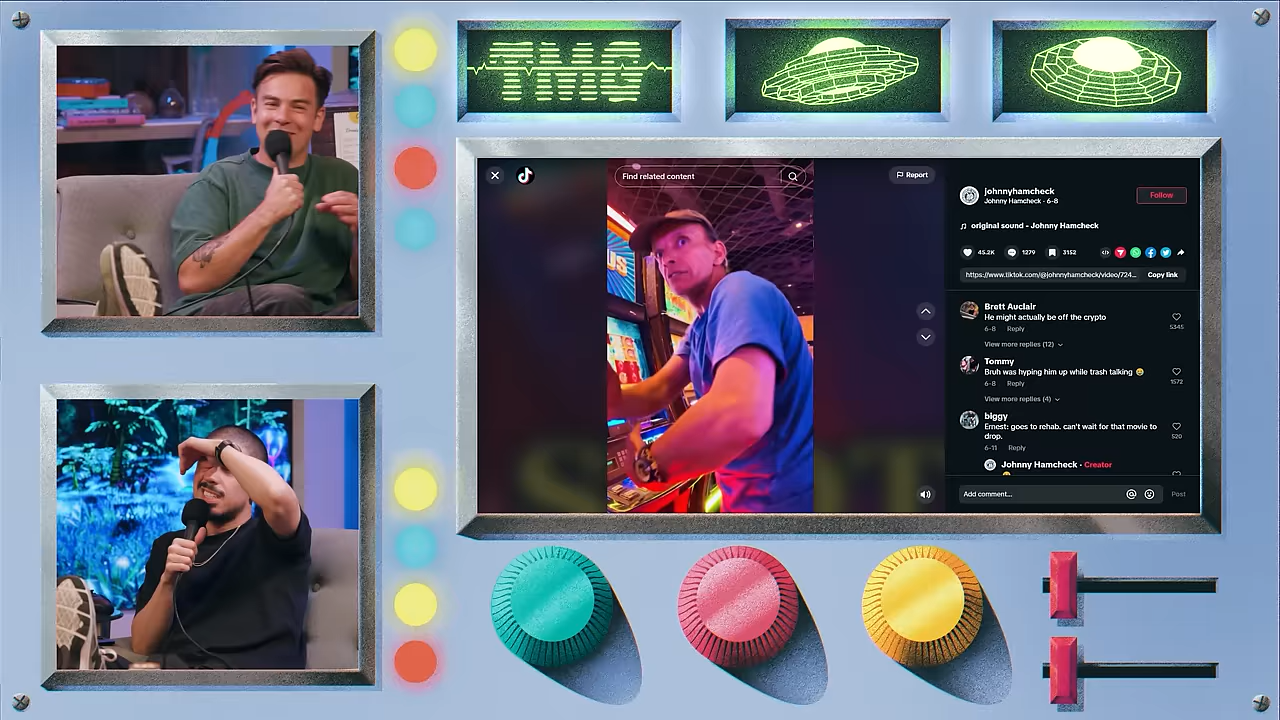 TMG
US
Find related content
Report
johnnyhamcheck
Johnny Hamcheck · 6-8
Follow
♫ original sound - Johnny Hamcheck
45.2K
1279
3152
https://www.tiktok.com/@johnnyhamcheck/video/724...
Copy link
Brett Auclair
He might actually be off the crypto
6-8 Reply
5345
View more replies (12)
Tommy
Bruh was hyping him up while trash talking 😂
6-8 Reply
1572
View more replies (4)
biggy
Ernest: goes to rehab. can't wait for that movie to
drop.
6-11 Reply
520
Johnny Hamcheck · Creator
Add comment...
Post